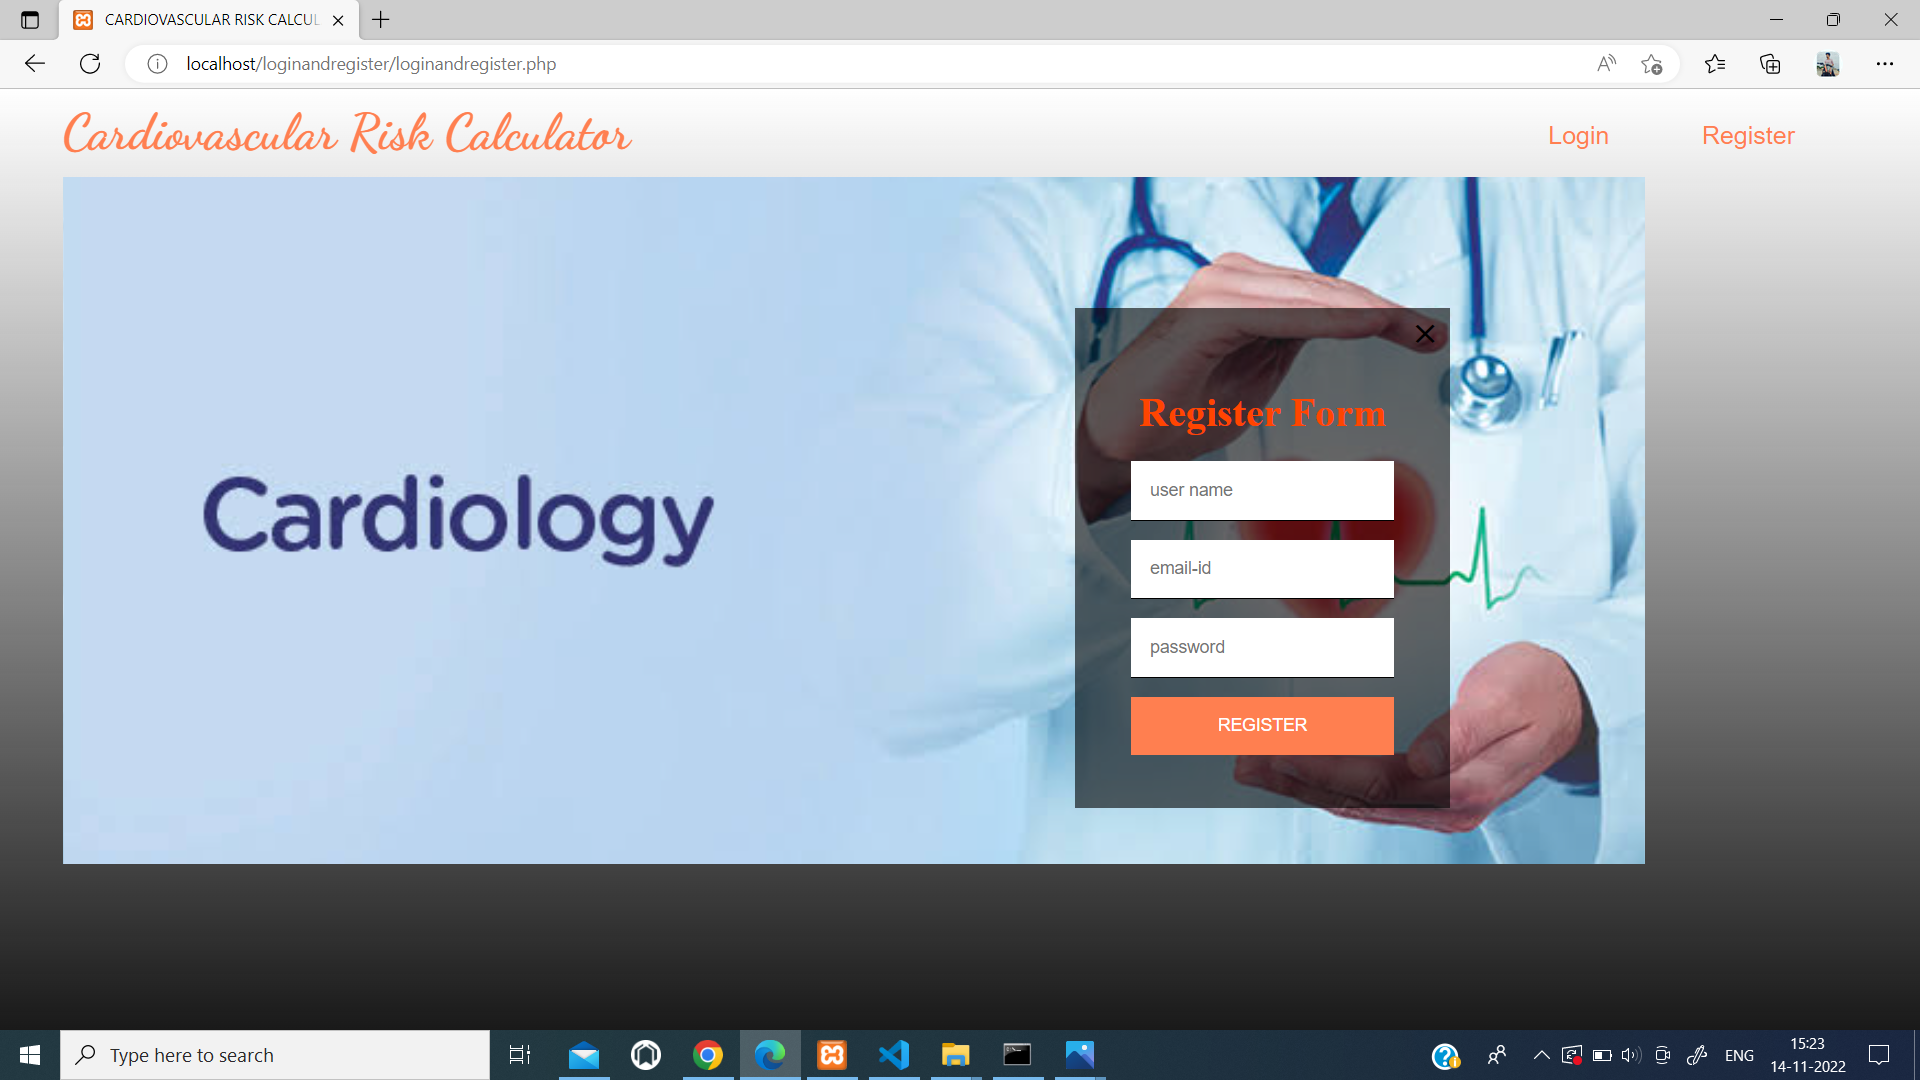 CARDIOVASCULAR RISK CALCUL
localhost/loginandregister/loginandregister.php
Cardiovascular Risk Calculator
Login
Register
Cardiology
Register Form
user name
email-id
password
REGISTER
Type here to search
ENG
15:23
14-11-2022